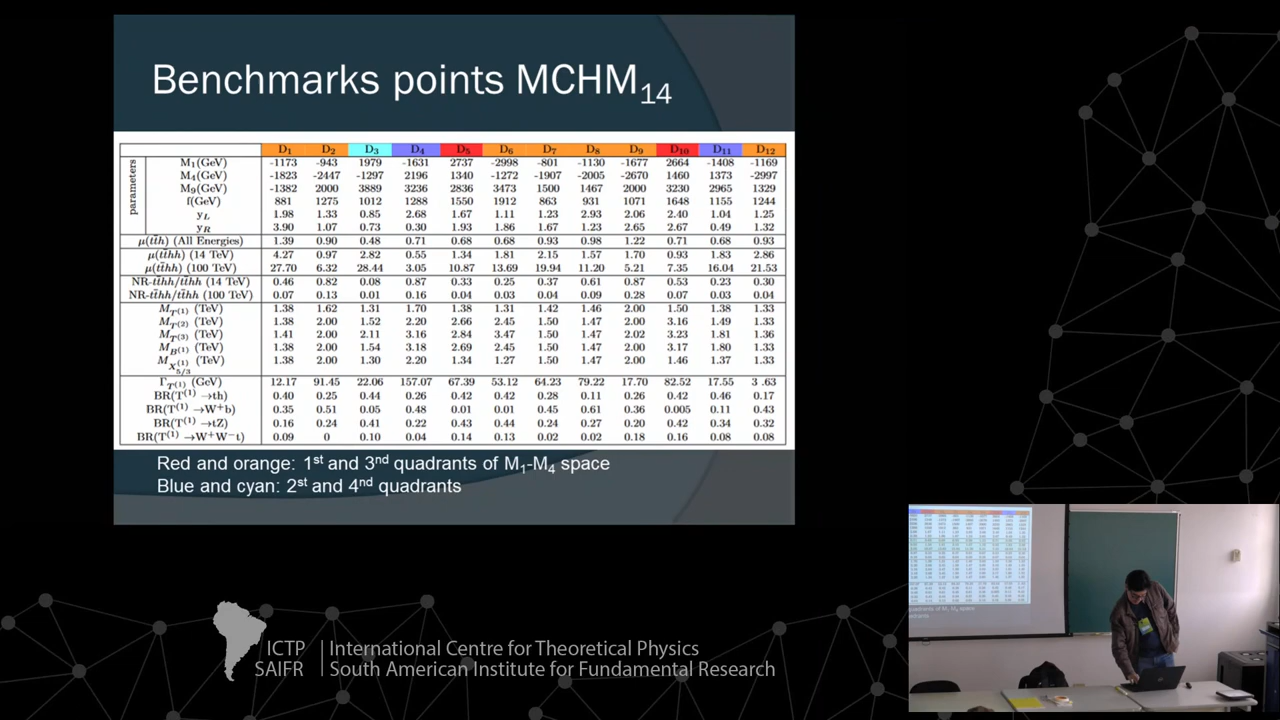 Benchmarks points MCHM14
D1 D2 D3 D4 D5 D6 D7 D8 D9 D10 D11 D12
parameters
M1(GeV) -1173 -943 1979 -1631 2737 -2998 -801 -1130 -1677 2664 -1408 -1169
M4(GeV) -1823 -2447 -1297 2196 1340 -1272 -1907 -2005 -2670 1460 1373 -2997
M9(GeV) -1382 2000 3889 3236 2836 3473 1500 1467 2000 3230 2965 1329
f(GeV) 881 1275 1012 1288 1550 1912 863 931 1071 1648 1155 1244
yL 1.98 1.33 0.85 2.68 1.67 1.11 1.23 2.93 2.06 2.40 1.04 1.25
yR 3.90 1.07 0.73 0.30 1.93 1.86 1.67 1.23 2.65 2.67 0.49 1.32
μ(tt̄h) (All Energies) 1.39 0.90 0.48 0.71 0.68 0.68 0.93 0.98 1.22 0.71 0.68 0.93
μ(tt̄hh) (14 TeV) 4.27 0.97 2.82 0.55 1.34 1.81 2.15 1.57 1.70 0.93 1.83 2.86
μ(tt̄hh) (100 TeV) 27.70 6.32 28.44 3.05 10.87 13.69 19.94 11.20 5.21 7.35 16.04 21.53
NR-tt̄hh/tt̄hh (14 TeV) 0.46 0.82 0.08 0.87 0.33 0.25 0.37 0.61 0.87 0.53 0.23 0.30
NR-tt̄hh/tt̄hh (100 TeV) 0.07 0.13 0.01 0.16 0.04 0.03 0.04 0.09 0.28 0.07 0.03 0.04
MT(1) (TeV) 1.38 1.62 1.31 1.70 1.38 1.31 1.42 1.46 2.00 1.50 1.38 1.33
MT(2) (TeV) 1.38 2.00 1.52 2.20 2.66 2.45 1.50 1.47 2.00 3.16 1.49 1.33
MT(3) (TeV) 1.41 2.00 2.11 3.16 2.84 3.47 1.50 1.47 2.02 3.23 1.71 1.36
MB(1) (TeV) 1.38 2.00 1.54 3.18 2.69 2.45 1.50 1.47 2.00 3.17 1.80 1.33
MX5/3(1) (TeV) 1.38 2.00 1.30 2.20 1.34 1.27 1.50 1.47 2.00 1.46 1.37 1.33
ΓT(1) (GeV) 12.17 91.45 22.06 157.07 67.39 53.12 64.23 79.22 17.70 82.52 17.55 3 .63
BR(T(1) →th) 0.40 0.25 0.44 0.26 0.42 0.42 0.28 0.11 0.26 0.42 0.46 0.17
BR(T(1) →W+b) 0.35 0.51 0.05 0.48 0.01 0.01 0.45 0.61 0.36 0.005 0.11 0.43
BR(T(1) →tZ) 0.16 0.24 0.41 0.22 0.43 0.44 0.24 0.27 0.20 0.42 0.34 0.32
BR(T(1) →W+W−t) 0.09 0 0.10 0.04 0.14 0.13 0.02 0.02 0.18 0.16 0.08 0.08
Red and orange: 1st and 3nd quadrants of M1-M4 space
Blue and cyan: 2st and 4nd quadrants
ICTP International Centre for Theoretical Physics
SAIFR South American Institute for Fundamental Research